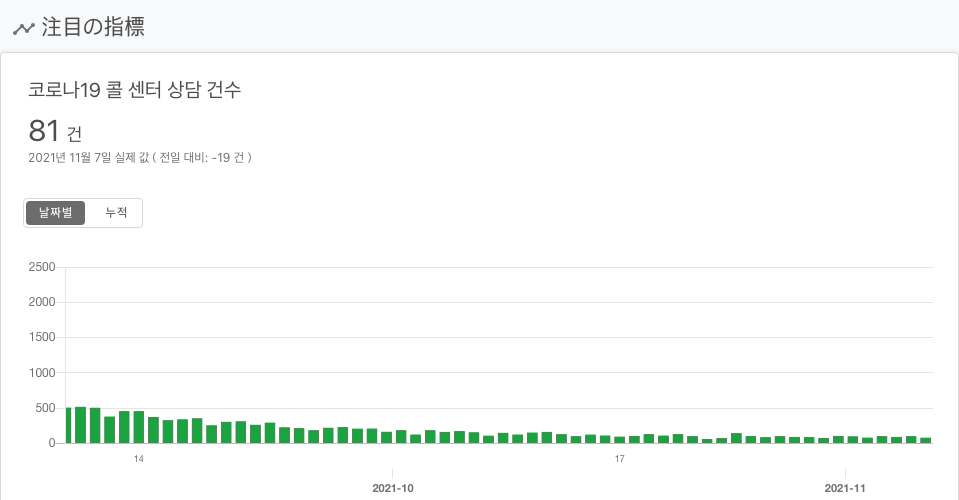 注目の指標
코로나19 콜 센터 상담 건수
81 건
2021년 11월 7일 실제 값 ( 전일 대비: -19 건 )
날짜별 누적
2500
2000
1500
1000
500
0
14 17
2021-10 2021-11